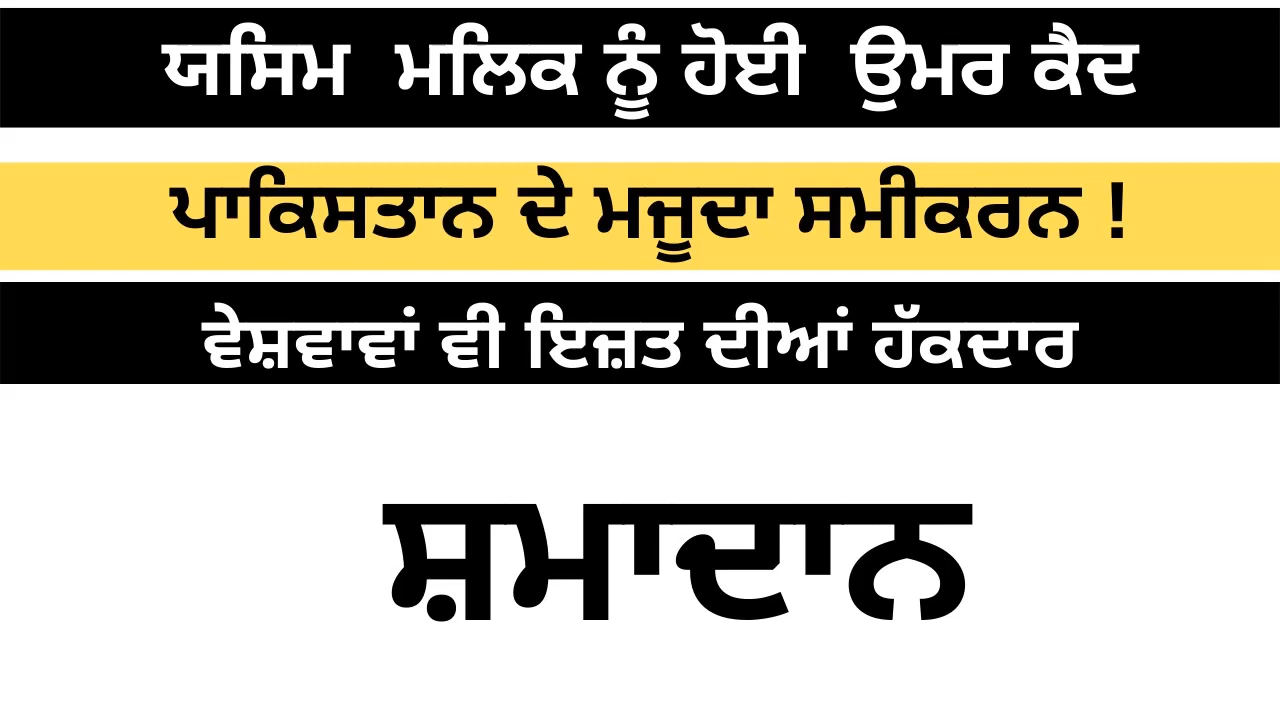 ਯਸਿਮ ਮਲਿਕ ਨੂੰ ਹੋਈ ਉਮਰ ਕੈਦ
ਪਾਕਿਸਤਾਨ ਦੇ ਮਜੂਦਾ ਸਮੀਕਰਨ !
ਵੇਸ਼ਵਾਵਾਂ ਵੀ ਇਜ਼ਤ ਦੀਆਂ ਹੱਕਦਾਰ
ਸ਼ਮਾਦਾਨ